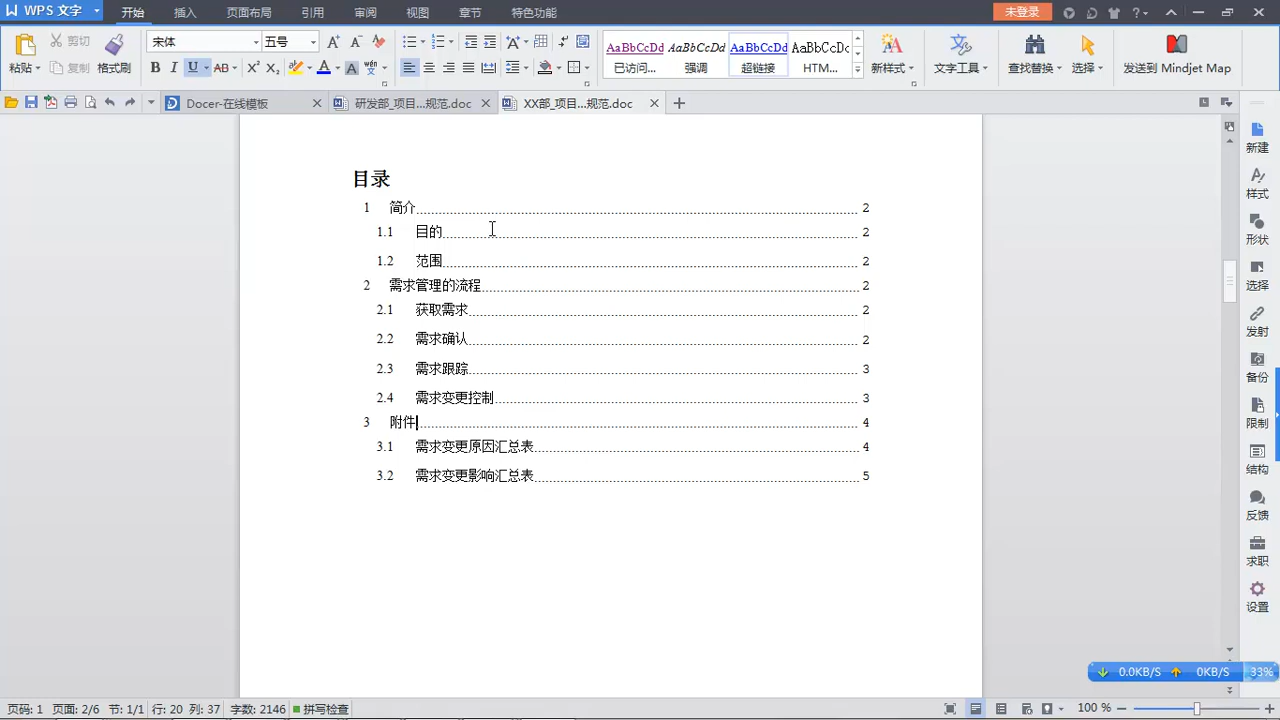 WPS 文字
开始 插入 页面布局 引用 审阅 视图 章节 特色功能 未登录
剪切 宋体 五号 AaBbCcDd AaBbCcDd AaBbCcDd AaBbCcDc
粘贴 复制 格式刷 已访问... 强调 超链接 HTM... 新样式 文字工具 查找替换 选择 发送到 Mindjet Map
Docer-在线模板 研发部_项目...规范.doc XX部_项目...规范.doc
目录
1 简介 2
1.1 目的 2
1.2 范围 2
2 需求管理的流程 2
2.1 获取需求 2
2.2 需求确认 2
2.3 需求跟踪 3
2.4 需求变更控制 3
3 附件 4
3.1 需求变更原因汇总表 4
3.2 需求变更影响汇总表 5
新建
样式
形状
选择
发射
备份
限制
结构
反馈
求职
设置
0.0KB/S 0KB/S 33%
页码: 1 页面: 2/6 节: 1/1 行: 20 列: 37 字数: 2146 拼写检查 100 %